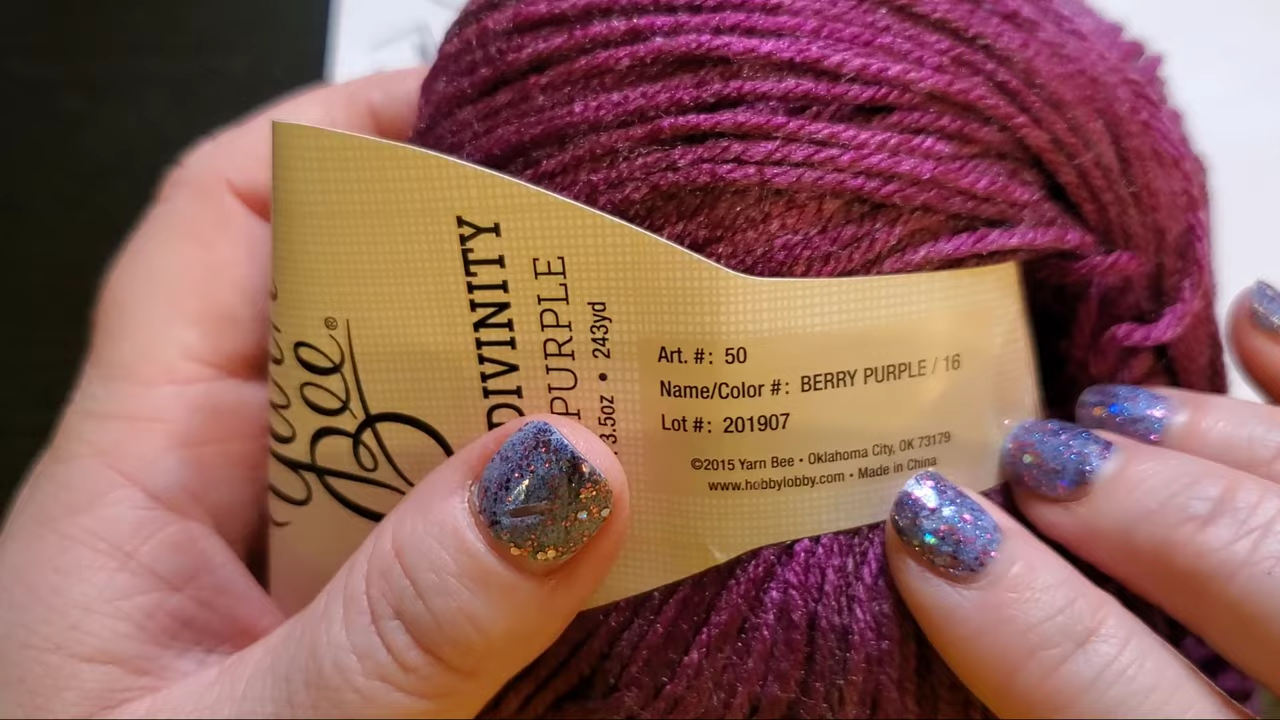 Bee®
DIVINITY
PURPLE
3.5oz • 243yd
Art. #: 50
Name/Color #: BERRY PURPLE / 16
Lot #: 201907
©2015 Yarn Bee • Oklahoma City, OK 73179
www.hobbylobby.com • Made in China